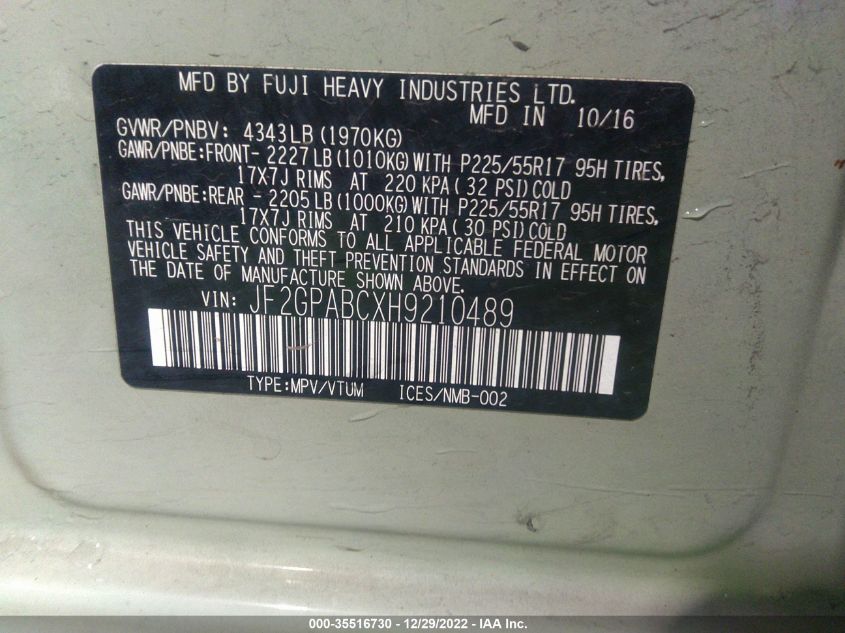 MFD BY FUJI HEAVY INDUSTRIES LTD.
MFD IN 10/16
GVWR/PNBV: 4343LB(1970KG)
GAWR/PNBE:FRONT- 2227LB(1010KG)WITH P225/55R17 95H TIRES,
17X7J RIMS AT 220 KPA( 32 PSI)COLD
GAWR/PNBE:REAR - 2205LB(1000KG)WITH P225/55R17 95H TIRES,
17X7J RIMS AT 210 KPA( 30 PSI)COLD
THIS VEHICLE CONFORMS TO ALL APPLICABLE FEDERAL MOTOR
VEHICLE SAFETY AND THEFT PREVENTION STANDARDS IN EFFECT ON
THE DATE OF MANUFACTURE SHOWN ABOVE.
VIN: JF2GPABCXH9210489
TYPE:MPV/VTUM ICES/NMB-002
000-35516730 - 12/29/2022 - IAA Inc.